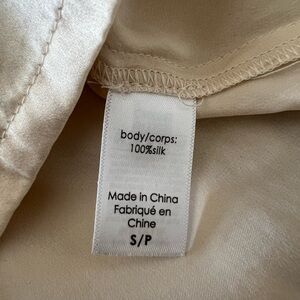 body/corps:
100%silk
Made in China
Fabriqué en
Chine
S/P